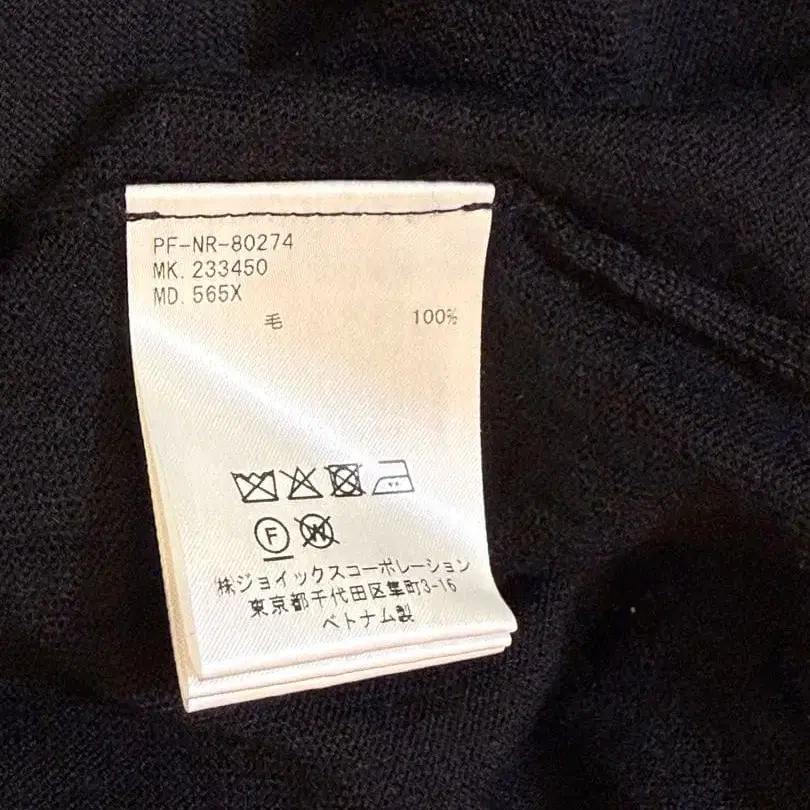 PF-NR-80274
MK. 233450
MD. 565X
毛 100%
F W
㈱ジョイックスコーポレーション
東京都千代田区隼町3-16
ベトナム製